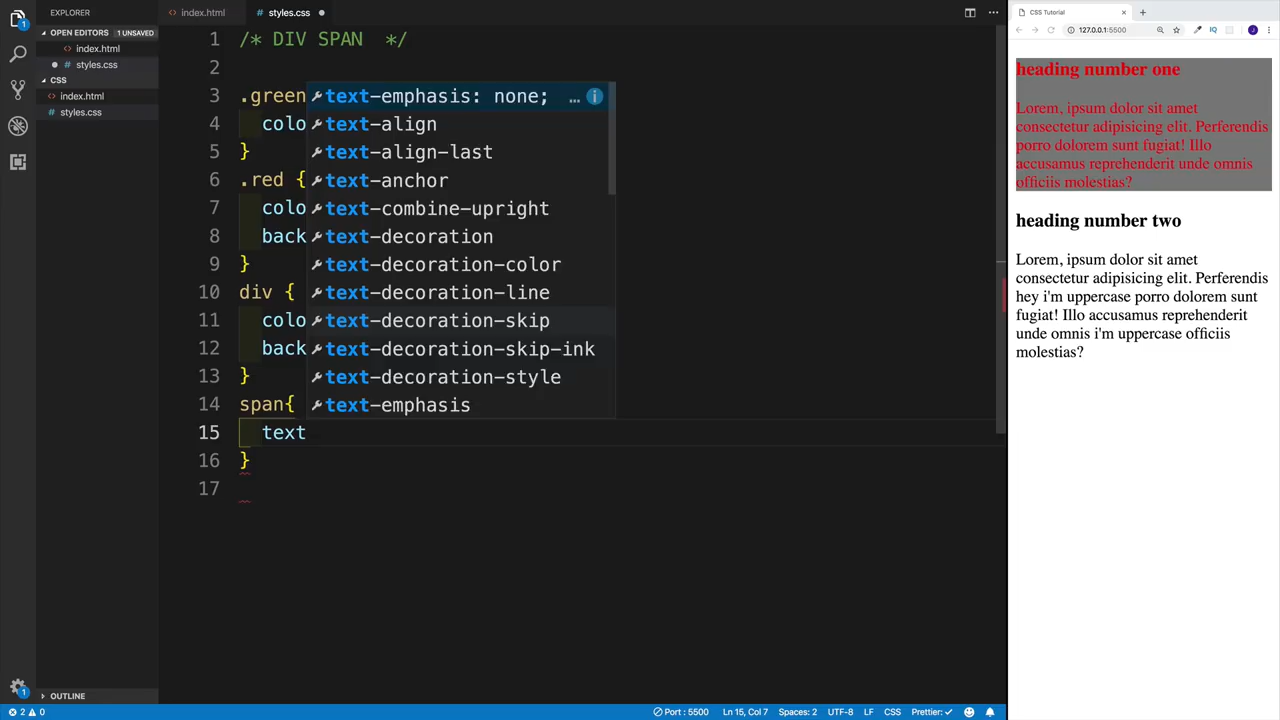 EXPLORER
OPEN EDITORS 1 UNSAVED
<> index.html
# styles.css
CSS
<> index.html
# styles.css
OUTLINE
<> index.html
# styles.css
1 /* DIV SPAN */
2
3 .green
4 colo
5 }
6 .red {
7 colo
8 back
9 }
10 div {
11 colo
12 back
13 }
14 span{
15 text
16 }
17
text-emphasis: none; …
text-align
text-align-last
text-anchor
text-combine-upright
text-decoration
text-decoration-color
text-decoration-line
text-decoration-skip
text-decoration-skip-ink
text-decoration-style
text-emphasis
CSS Tutorial
127.0.0.1:5500
heading number one
Lorem, ipsum dolor sit amet
consectetur adipisicing elit. Perferendis
porro dolorem sunt fugiat! Illo
accusamus reprehenderit unde omnis
officiis molestias?
heading number two
Lorem, ipsum dolor sit amet
consectetur adipisicing elit. Perferendis
hey i'm uppercase porro dolorem sunt
fugiat! Illo accusamus reprehenderit
unde omnis i'm uppercase officiis
molestias?
2 0 Port : 5500 Ln 15, Col 7 Spaces: 2 UTF-8 LF CSS Prettier: ✓